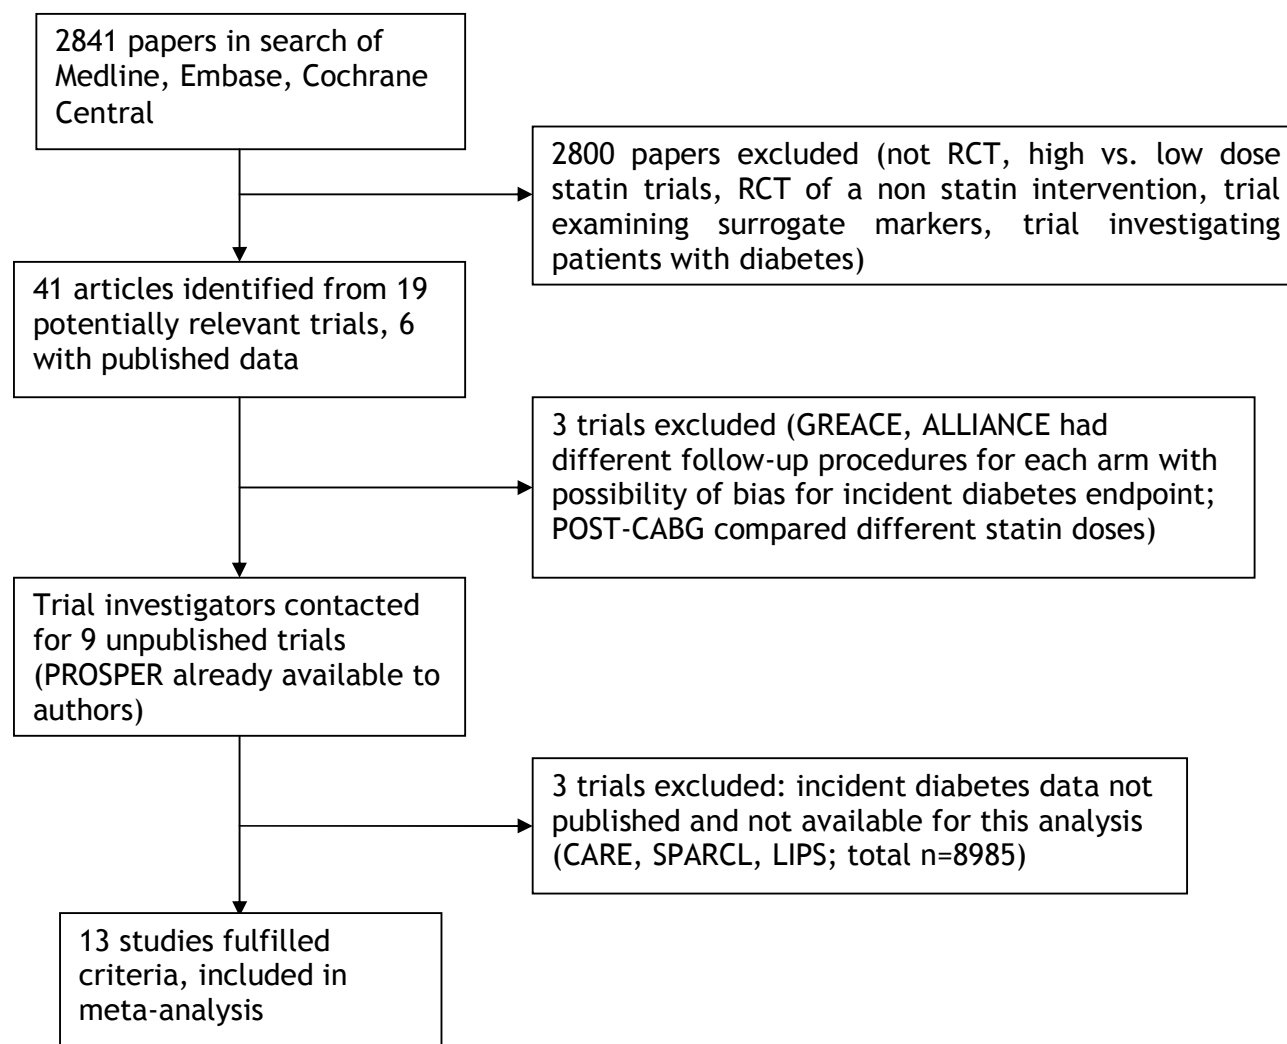 2841 papers in search of
Medline, Embase, Cochrane
Central
2800 papers excluded (not RCT, high vs. low dose
statin trials, RCT of a non statin intervention, trial
examining surrogate markers, trial investigating
patients with diabetes)
41 articles identified from 19
potentially relevant trials, 6
with published data
3 trials excluded (GREACE, ALLIANCE had
different follow-up procedures for each arm with
possibility of bias for incident diabetes endpoint;
POST-CABG compared different statin doses)
Trial investigators contacted
for 9 unpublished trials
(PROSPER already available to
authors)
3 trials excluded: incident diabetes data not
published and not available for this analysis
(CARE, SPARCL, LIPS; total n=8985)
13 studies fulfilled
criteria, included in
meta-analysis